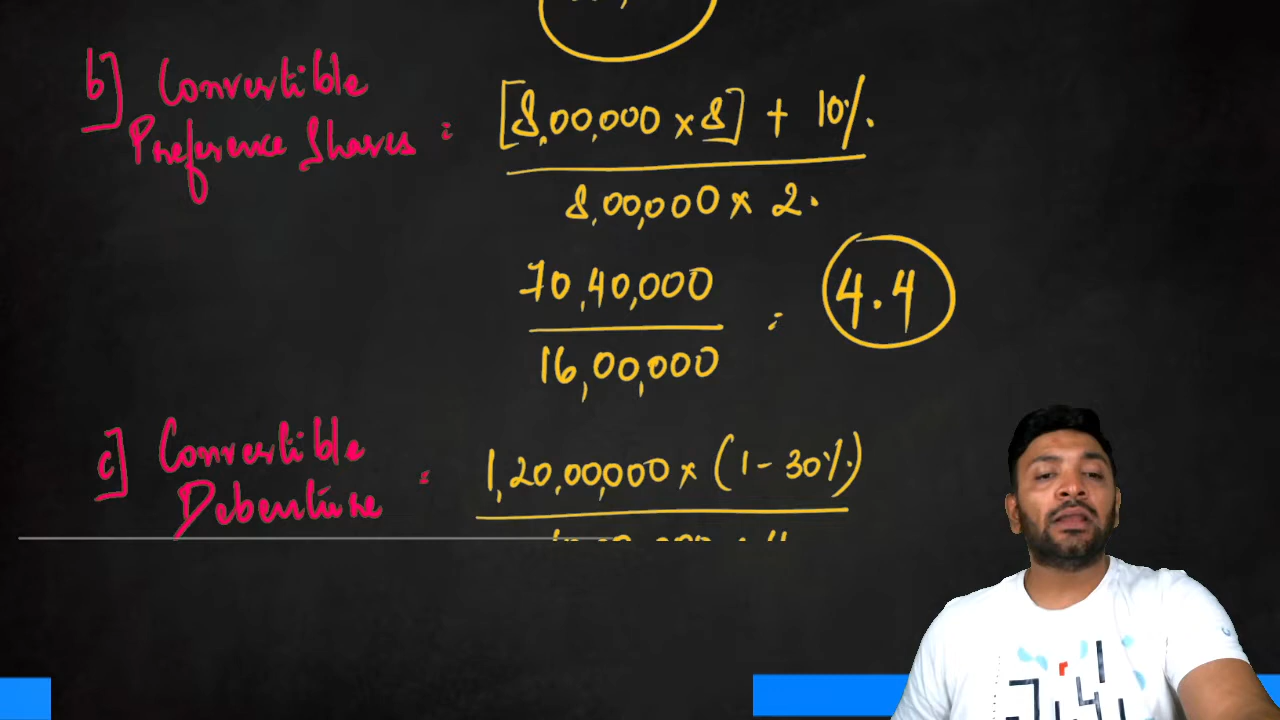 b] Convertible
Preference Shares =
[8,00,000 x 8] + 10%.
8,00,000 x 2.
70,40,000
16,00,000
= 4.4
c] Convertible
Debenture =
1,20,00,000 x (1 - 30%)